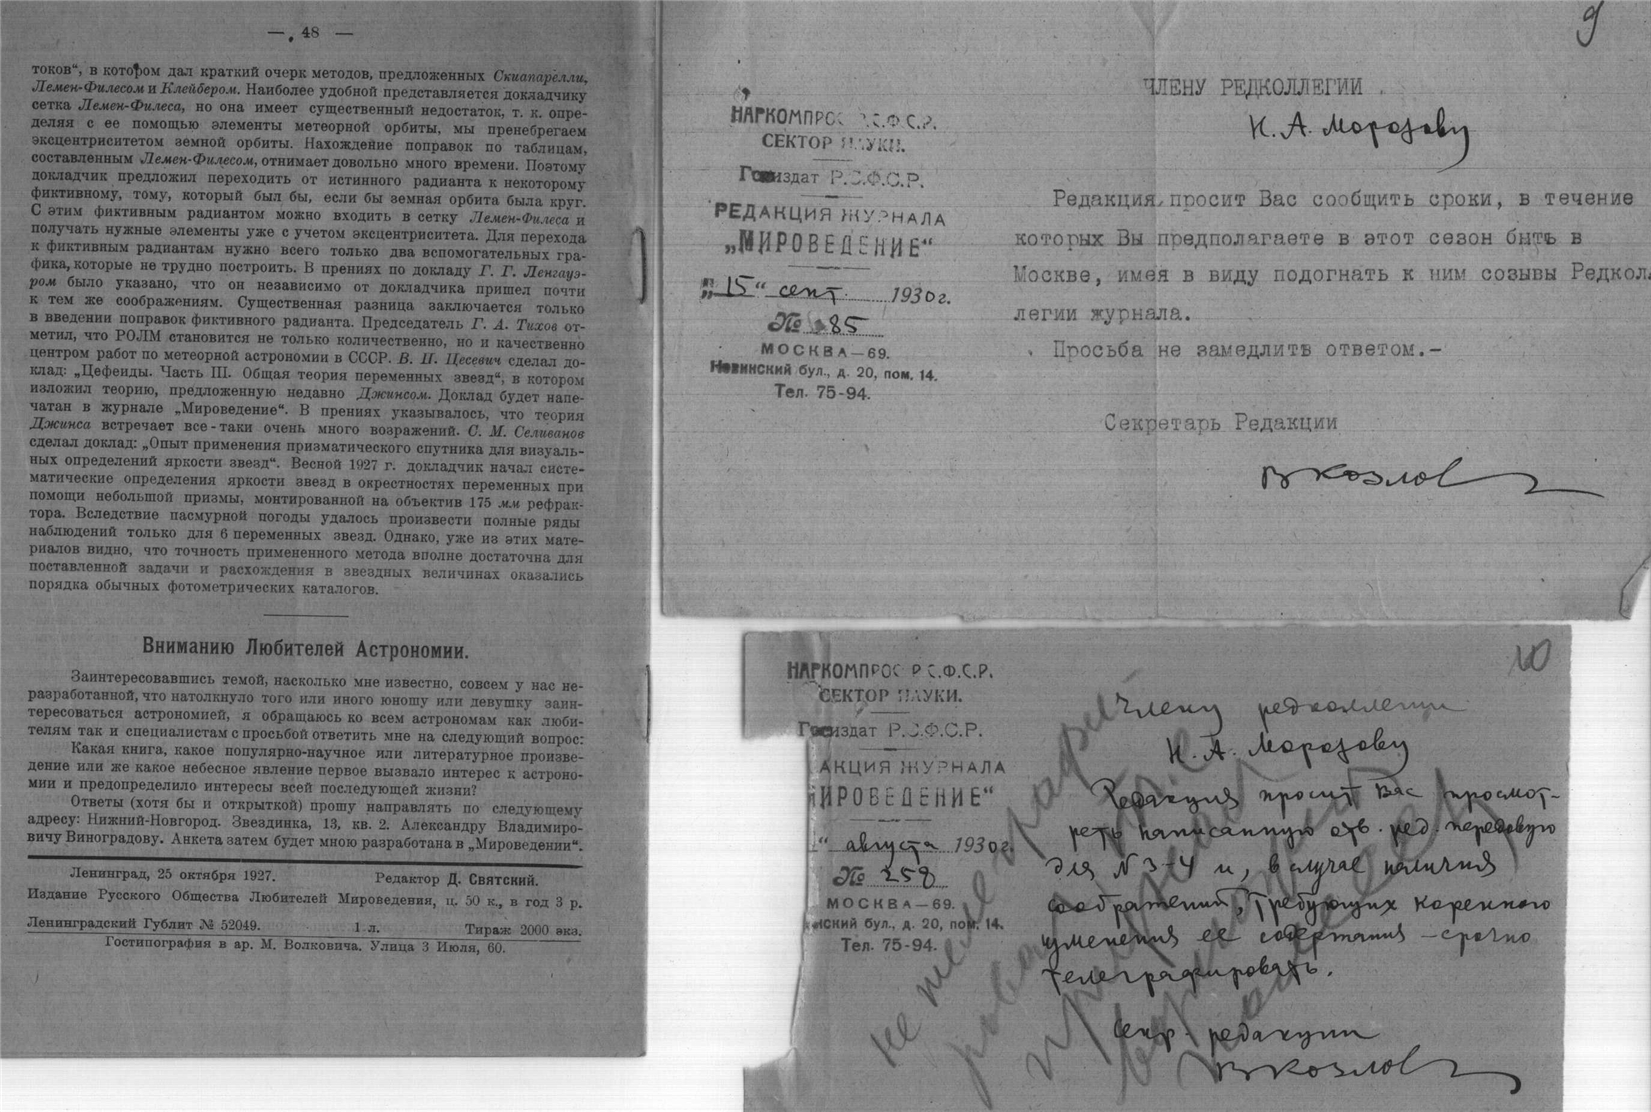 — 48 —
токов“, в котором дал краткий очерк методов, предложенных Скиапарелли,
Лемен-Филесом и Клейбером. Наиболее удобной представляется докладчику
сетка Лемен-Филеса, но она имеет существенный недостаток, т. к. опре-
деляя с ее помощью элементы метеорной орбиты, мы пренебрегаем
эксцентриситетом земной орбиты. Нахождение поправок по таблицам,
составленным Лемен-Филесом, отнимает довольно много времени. Поэтому
докладчик предложил переходить от истинного радианта к некоторому
фиктивному, тому, который был бы, если бы земная орбита была круг.
С этим фиктивным радиантом можно входить в сетку Лемен-Филеса и
получать нужные элементы уже с учетом эксцентриситета. Для перехода
к фиктивным радиантам нужно всего только два вспомогательных гра-
фика, которые не трудно построить. В прениях по докладу Г. Г. Ленгауэ-
ром было указано, что он независимо от докладчика пришел почти
к тем же соображениям. Существенная разница заключается только
в введении поправок фиктивного радианта. Председатель Г. А. Тихов от-
метил, что РОЛМ становится не только количественно, но и качественно
центром работ по метеорной астрономии в СССР. В. П. Цесевич сделал до-
клад: „Цефеиды. Часть III. Общая теория переменных звезд“, в котором
изложил теорию, предложенную недавно Джинсом. Доклад будет напе-
чатан в журнале „Мироведение“. В прениях указывалось, что теория
Джинса встречает все-таки очень много возражений. С. М. Селиванов
сделал доклад: „Опыт применения призматического спутника для визуаль-
ных определений яркости звезд“. Весной 1927 г. докладчик начал систе-
матические определения яркости звезд в окрестностях переменных при
помощи небольшой призмы, монтированной на объектив 175 мм рефрак-
тора. Вследствие пасмурной погоды удалось произвести полные ряды
наблюдений только для 6 переменных звезд. Однако, уже из этих мате-
риалов видно, что точность примененного метода вполне достаточна для
поставленной задачи и расхождения в звездных величинах оказались
порядка обычных фотометрических каталогов.
Вниманию Любителей Астрономии.
Заинтересовавшись темой, насколько мне известно, совсем у нас не-
разработанной, что натолкнуло того или иного юношу или девушку заин-
тересоваться астрономией, я обращаюсь ко всем астрономам как люби-
телям так и специалистам с просьбой ответить мне на следующий вопрос:
Какая книга, какое популярно-научное или литературное произве-
дение или же какое небесное явление первое вызвало интерес к астроно-
мии и предопределило интересы всей последующей жизни?
Ответы (хотя бы и открыткой) прошу направлять по следующему
адресу: Нижний-Новгород. Звездинка, 13, кв. 2. Александру Владимиро-
вичу Виноградову. Анкета затем будет мною разработана в „Мироведении“.
Ленинград, 25 октября 1927. Редактор Д. Святский.
Издание Русского Общества Любителей Мироведения, ц. 50 к., в год 3 р.
Ленинградский Гублит № 52049. 1 л. Тираж 2000 экз.
Гостипография в ар. М. Волковича. Улица 3 Июля, 60.
9
НАРКОМПРОС Р.С.Ф.С.Р.
СЕКТОР НАУКИ.
Госиздат Р.С.Ф.С.Р.
РЕДАКЦИЯ ЖУРНАЛА
„МИРОВЕДЕНИЕ“
„15“ сент. 1930 г.
№ 85
МОСКВА—69.
Новинский бул., д. 20, пом. 14.
Тел. 75-94.
ЧЛЕНУ РЕДКОЛЛЕГИИ
Н. А. Морозову
Редакция просит Вас сообщить сроки, в течение
которых Вы предполагаете в этот сезон быть в
Москве, имея в виду подогнать к ним созывы Редкол-
легии журнала.
Просьба не замедлить ответом.-
Секретарь Редакции
В Козлов
10
НАРКОМПРОС Р.С.Ф.С.Р.
СЕКТОР НАУКИ.
Госиздат Р.С.Ф.С.Р.
АКЦИЯ ЖУРНАЛА
ИРОВЕДЕНИЕ“
“ августа 1930 г.
№ 258
МОСКВА—69.
нский бул., д. 20, пом. 14.
Тел. 75-94.
Члену редколлегии
Н. А. Морозову
Редакция просит Вас просмот-
реть написанную отв. ред. передовую
для N 3-4 и, в случае наличия
соображений, требующих коренного
изменения ее содержания — срочно
телеграфировать.
Секр. редакции
В Козлов